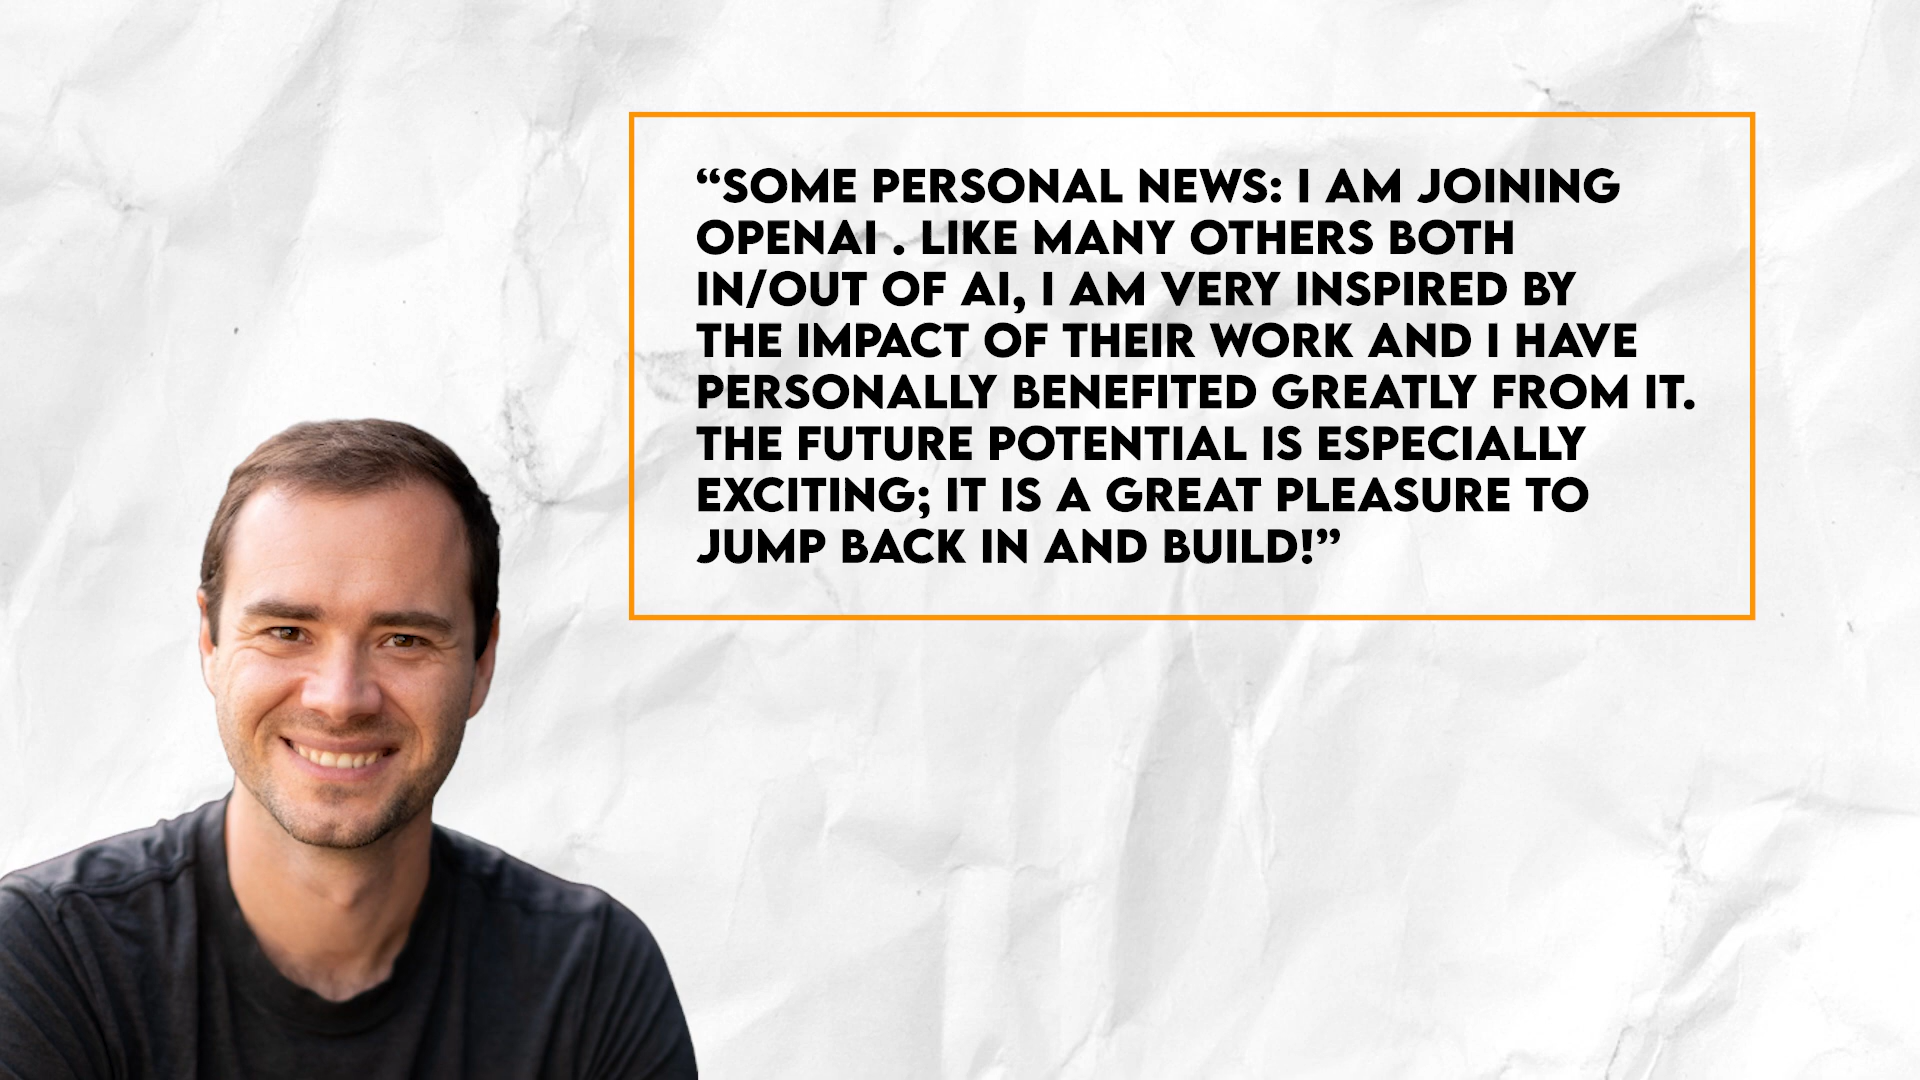 “SOME PERSONAL NEWS: I AM JOINING
OPENAI . LIKE MANY OTHERS BOTH
IN/OUT OF AI, I AM VERY INSPIRED BY
THE IMPACT OF THEIR WORK AND I HAVE
PERSONALLY BENEFITED GREATLY FROM IT.
THE FUTURE POTENTIAL IS ESPECIALLY
EXCITING; IT IS A GREAT PLEASURE TO
JUMP BACK IN AND BUILD!”